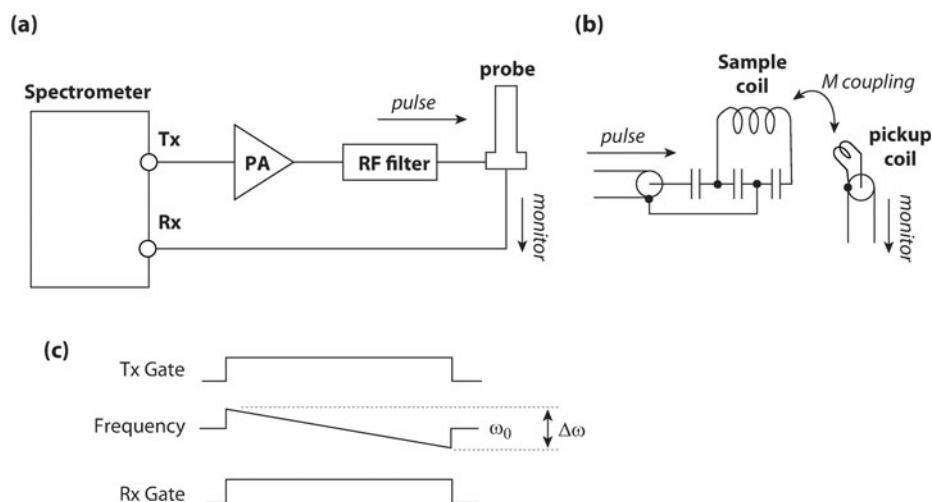 (a)
Spectrometer
Tx
PA
RF filter
pulse
probe
Rx
monitor
(b)
Sample
coil
M coupling
pulse
pickup
coil
monitor
(c)
Tx Gate
Frequency
ω0
Δω
Rx Gate